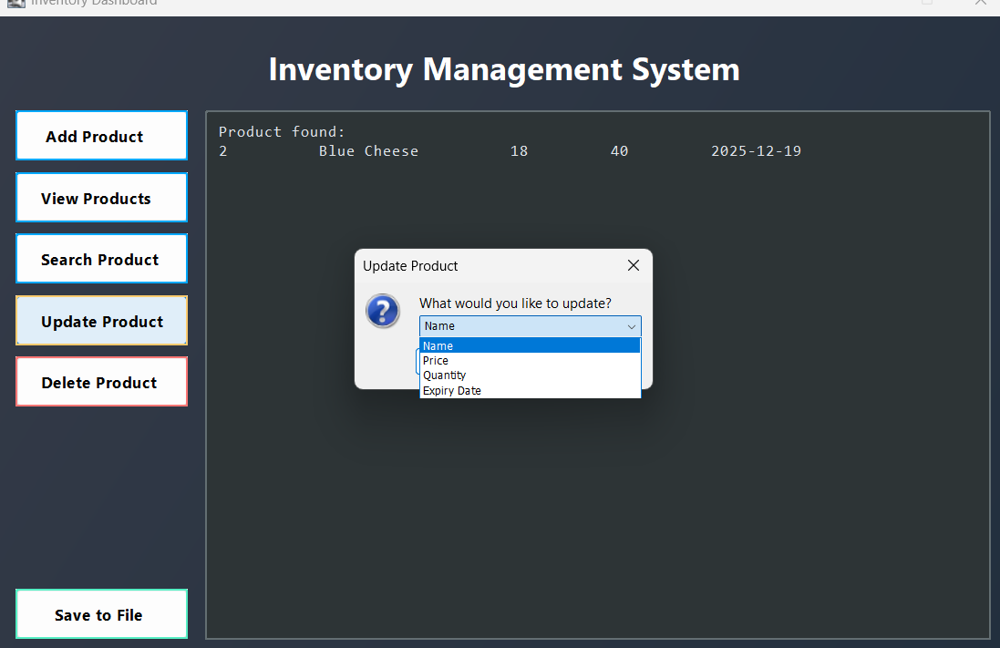 Inventory Dashboard
Inventory Management System
Add Product
View Products
Search Product
Update Product
Delete Product
Save to File
Product found:
2 Blue Cheese 18 40 2025-12-19
Update Product
What would you like to update?
Name
Name
Price
Quantity
Expiry Date